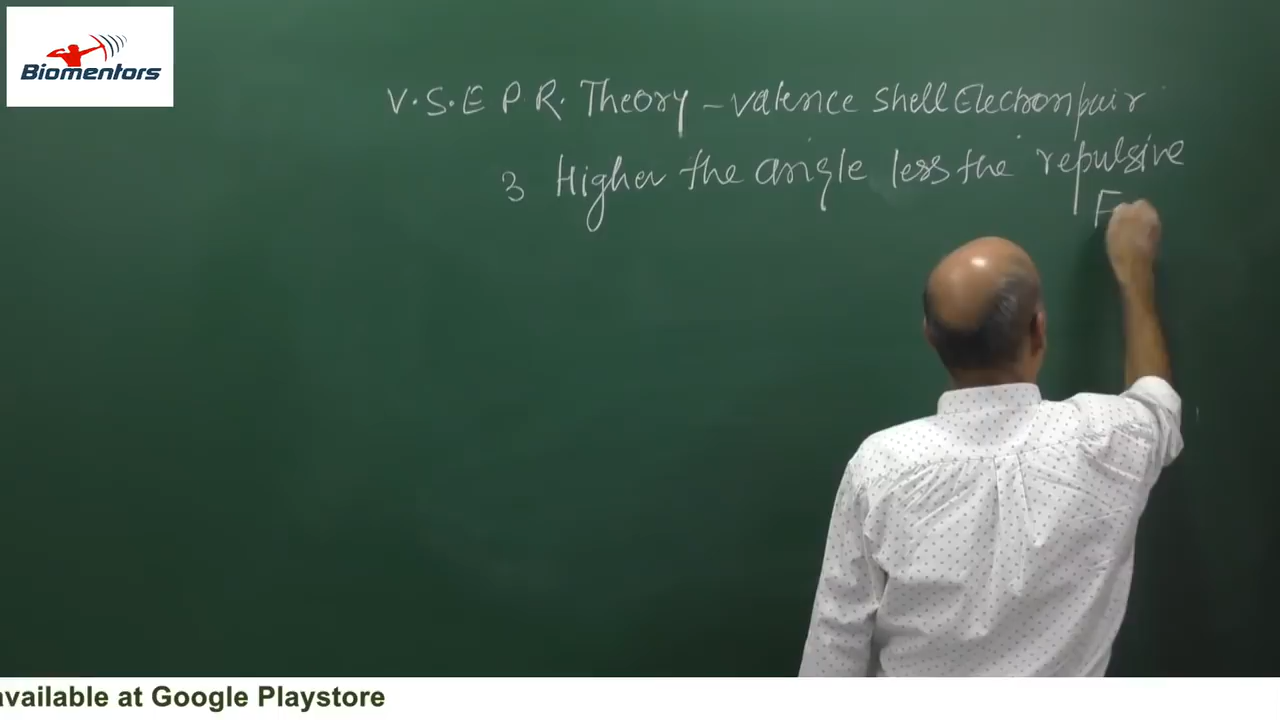 Biomentors
V.S.E P.R. Theory - valence shell Electron pair
3 Higher the angle less the repulsive
F
available at Google Playstore